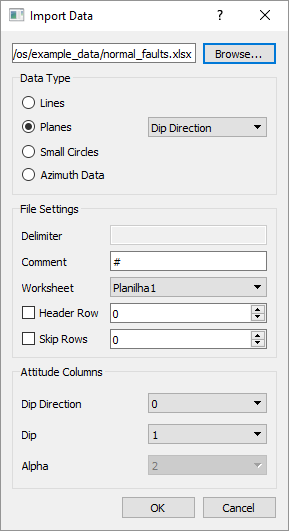 Import Data ? ×
/os/example_data/normal_faults.xlsx Browse...
Data Type
Lines
Planes Dip Direction
Small Circles
Azimuth Data
File Settings
Delimiter
Comment #
Worksheet Planilha1
Header Row 0
Skip Rows 0
Attitude Columns
Dip Direction 0
Dip 1
Alpha 2
OK Cancel